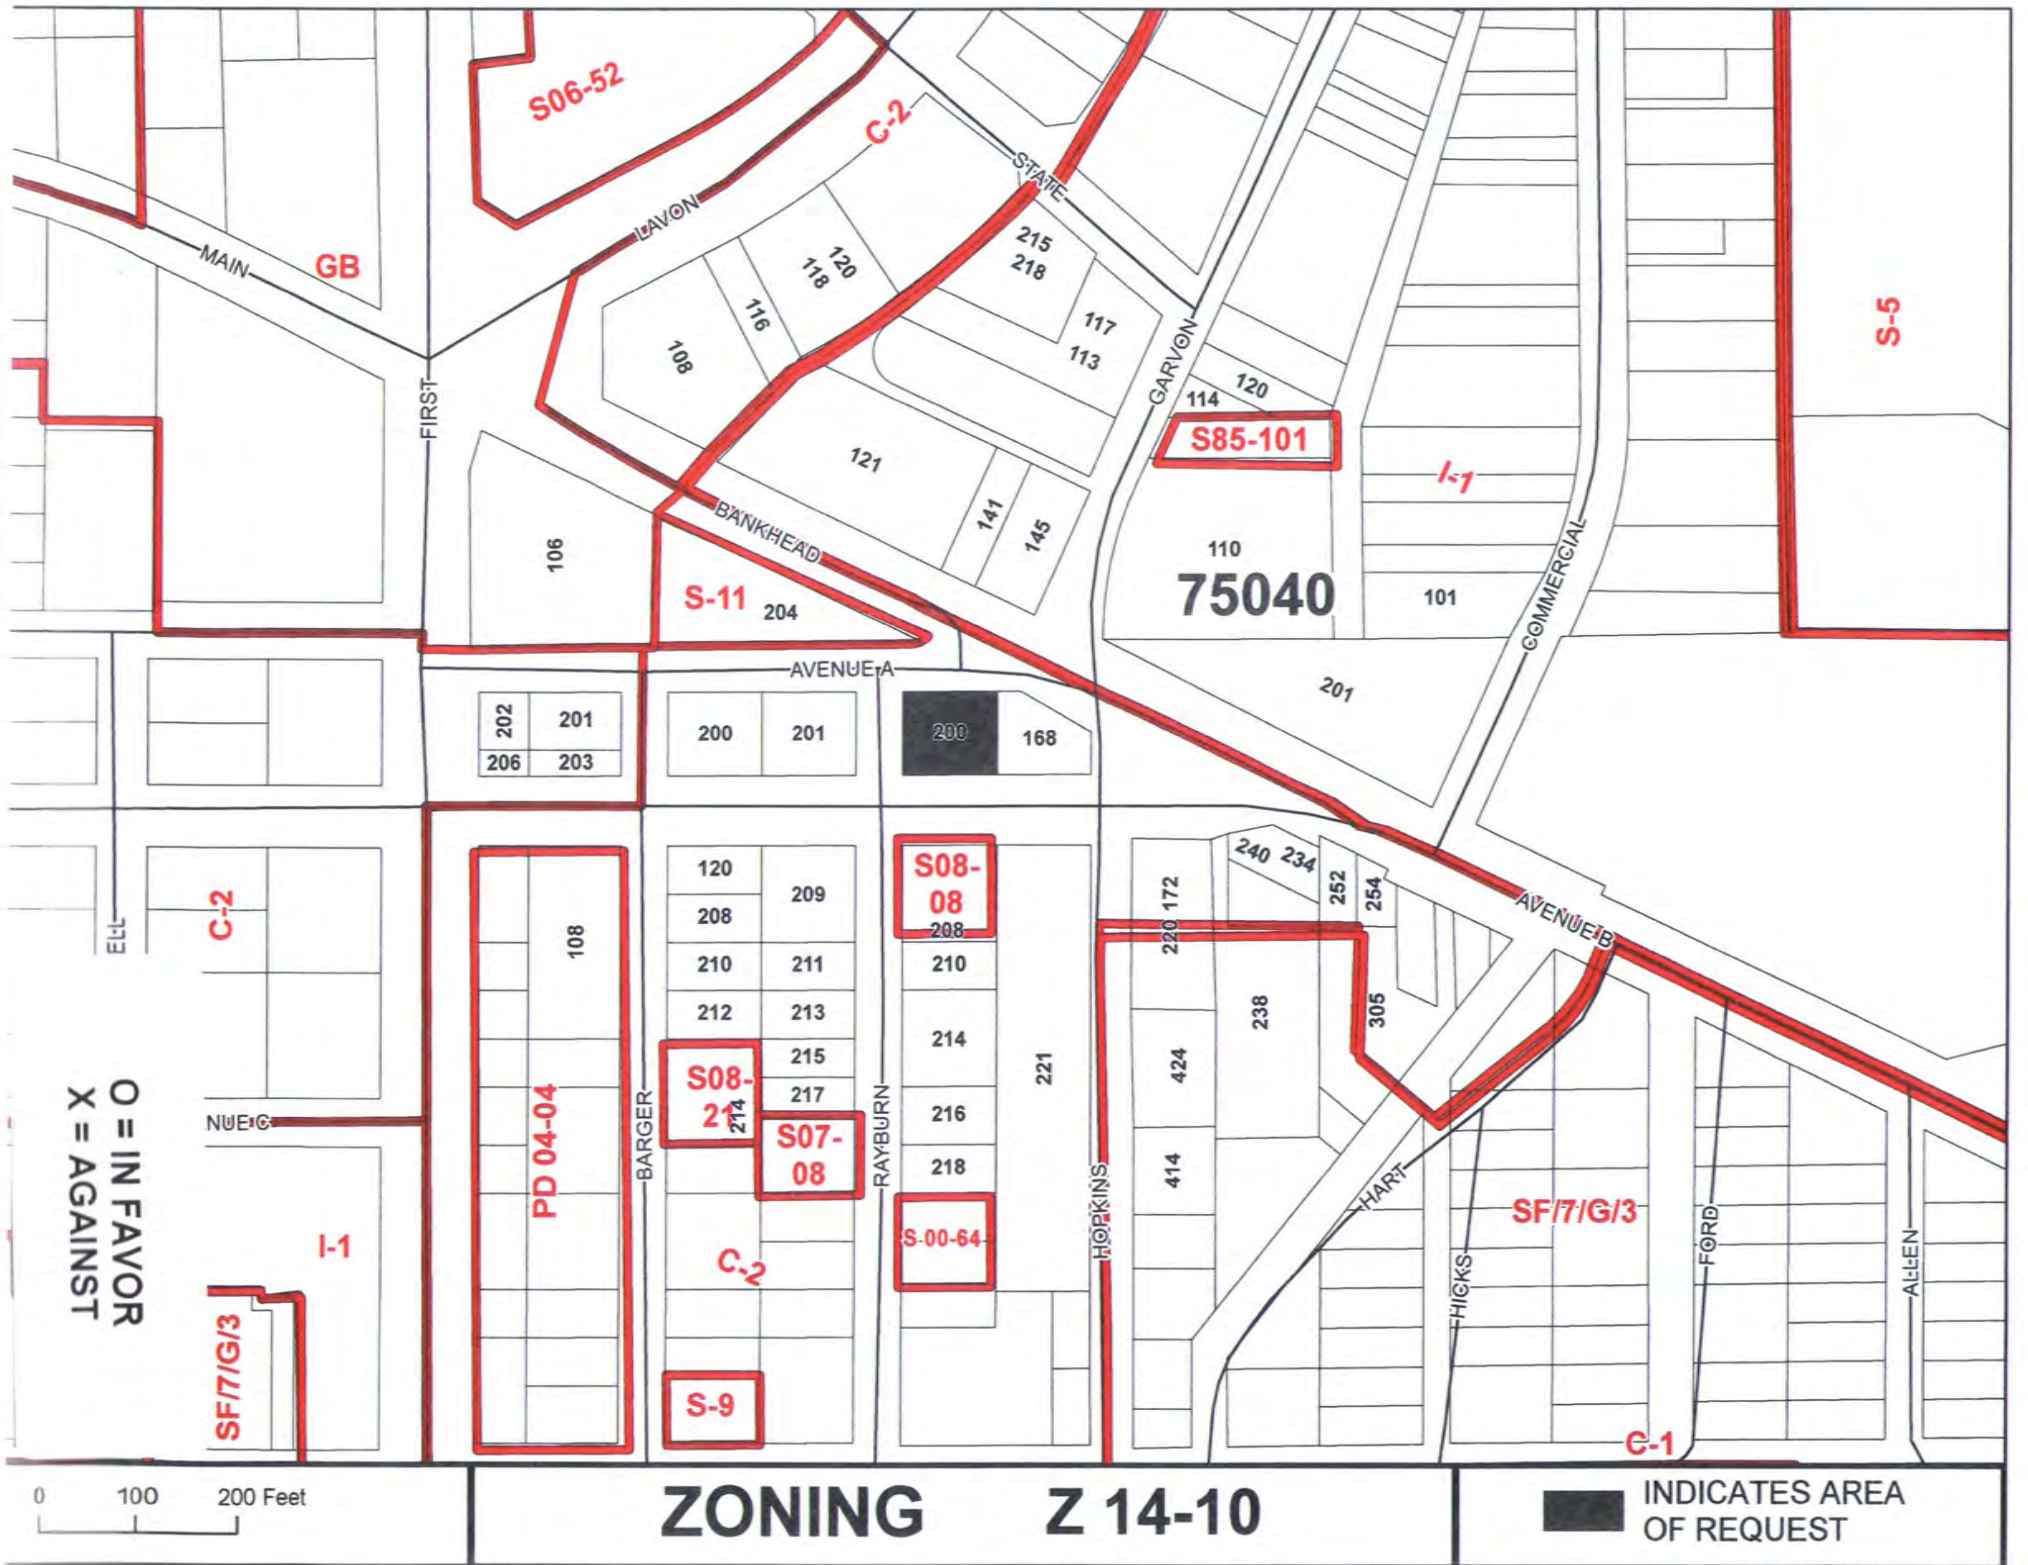 S06-52
C-2
STATE
LAVON
MAIN
GB
215
218
120
118
116
108
117
113
S-5
FIRST
GARVON
120
114
S85-101
121
I-1
141
145
BANKHEAD
106
110
75040
101
COMMERCIAL
S-11
204
AVENUE A
201
202
201
206
203
200
201
200
168
120
209
208
S08-
08
208
172
220
240
234
252
254
AVENUE B
C-2
ELL
108
210
211
210
212
213
214
238
305
215
217
S08-
21
214
S07-
08
216
218
221
424
414
O = IN FAVOR
X = AGAINST
NUE C
PD 04-04
BARGER
RAYBURN
HOPKINS
HART
SF/7/G/3
I-1
C-2
S-00-64
HICKS
FORD
ALLEN
SF/7/G/3
S-9
C-1
0 100 200 Feet
ZONING Z 14-10
INDICATES AREA
OF REQUEST